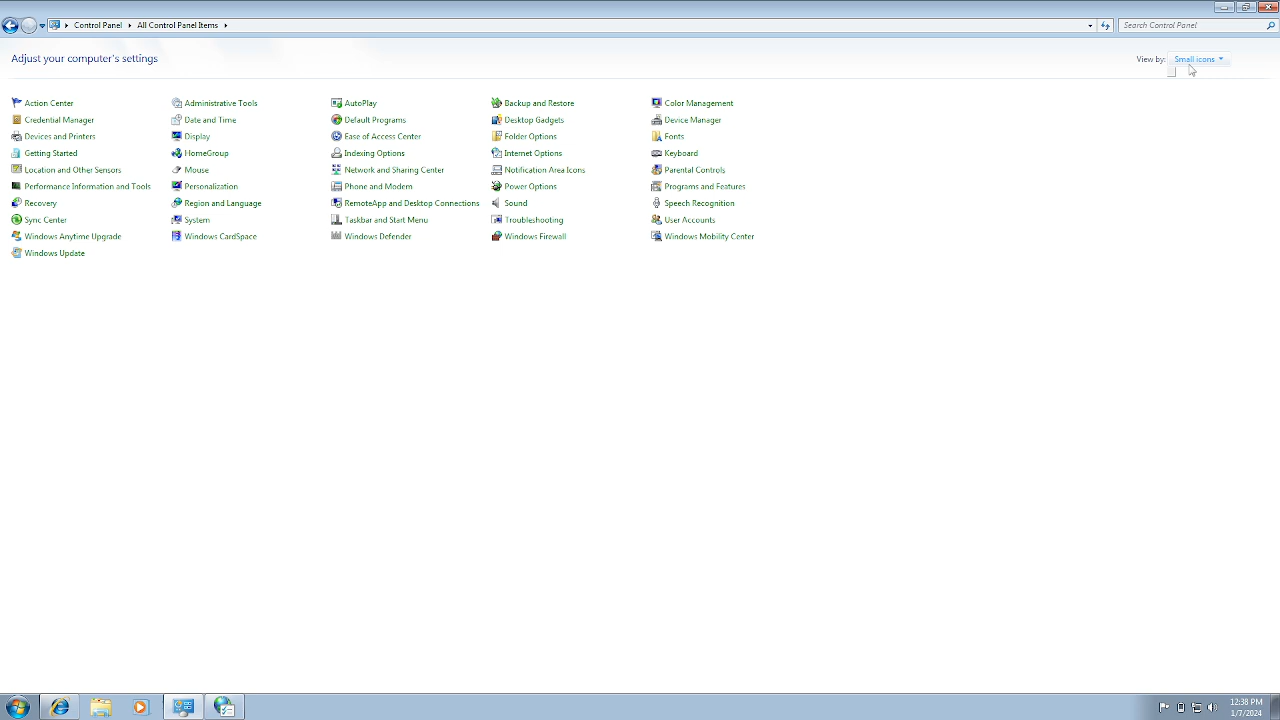 Control Panel All Control Panel Items Search Control Panel
Adjust your computer's settings View by: Small icons
Action Center Administrative Tools AutoPlay Backup and Restore Color Management
Credential Manager Date and Time Default Programs Desktop Gadgets Device Manager
Devices and Printers Display Ease of Access Center Folder Options Fonts
Getting Started HomeGroup Indexing Options Internet Options Keyboard
Location and Other Sensors Mouse Network and Sharing Center Notification Area Icons Parental Controls
Performance Information and Tools Personalization Phone and Modem Power Options Programs and Features
Recovery Region and Language RemoteApp and Desktop Connections Sound Speech Recognition
Sync Center System Taskbar and Start Menu Troubleshooting User Accounts
Windows Anytime Upgrade Windows CardSpace Windows Defender Windows Firewall Windows Mobility Center
Windows Update
12:38 PM
1/7/2024